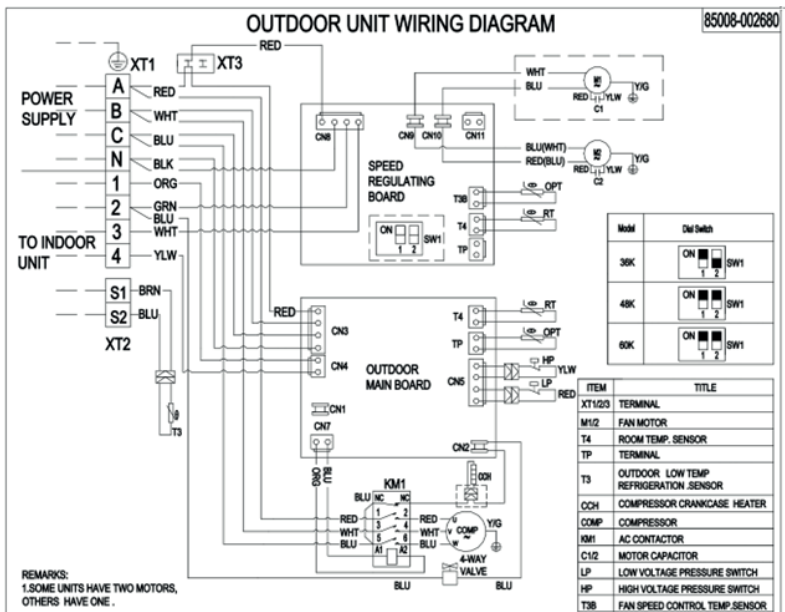 OUTDOOR UNIT WIRING DIAGRAM
85008-002680
RED
XT1
XT3
POWER
SUPPLY
A
B
C
N
1
2
3
4
RED
WHT
BLU
BLK
ORG
GRN
BLU
WHT
YLW
TO INDOOR
UNIT
S1
S2
BRN
BLU
XT2
T3
CN8
CN9
CN10
CN11
SPEED
REGULATING
BOARD
ON
1 2
SW1
T3B
T4
TP
OPT
RT
WHT
BLU
M1
RED
YLW
C1
Y/G
BLU(WHT)
RED(BLU)
M2
RED
YLW
C2
Y/G
RED
CN3
CN4
OUTDOOR
MAIN BOARD
CN1
CN7
T4
TP
CN5
CN2
RT
OPT
HP
YLW
LP
RED
ORG
BLU
CCH
KM1
BLU
NC NC
1 2
3 4
5 6
A1 A2
RED
WHT
BLU
RED
WHT
BLU
U
V
W
COMP
Y/G
4-WAY
VALVE
BLU
BLU
Model Dial Switch
36K ON 1 2 SW1
48K ON 1 2 SW1
60K ON 1 2 SW1
ITEM TITLE
XT1/2/3 TERMINAL
M1/2 FAN MOTOR
T4 ROOM TEMP. SENSOR
TP TERMINAL
T3 OUTDOOR LOW TEMP
REFRIGERATION .SENSOR
CCH COMPRESSOR CRANKCASE HEATER
COMP COMPRESSOR
KM1 AC CONTACTOR
C1/2 MOTOR CAPACITOR
LP LOW VOLTAGE PRESSURE SWITCH
HP HIGH VOLTAGE PRESSURE SWITCH
T3B FAN SPEED CONTROL TEMP.SENSOR
REMARKS:
1.SOME UNITS HAVE TWO MOTORS,
OTHERS HAVE ONE .